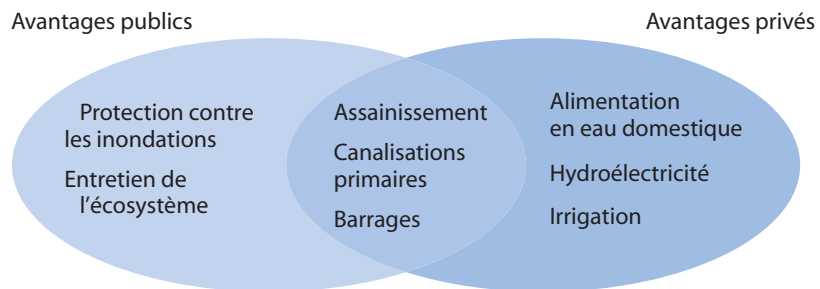 Avantages publics
Avantages privés
Protection contre
les inondations
Entretien de
l'écosystème
Assainissement
Canalisations
primaires
Barrages
Alimentation
en eau domestique
Hydroélectricité
Irrigation